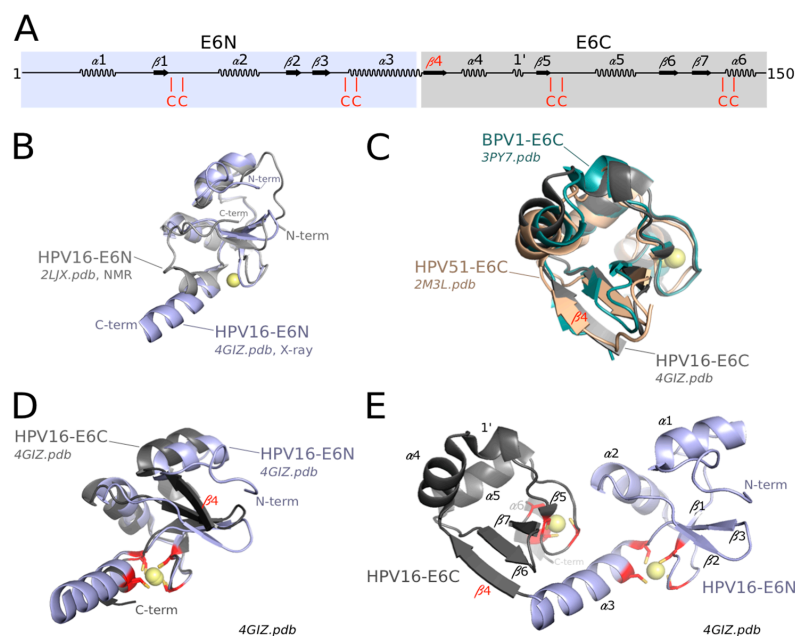 A
E6N
E6C
1
α1
β1
α2
β2
β3
α3
β4
α4
1'
β5
α5
β6
β7
α6
150
CC
CC
CC
CC
B
N-term
C-term
N-term
HPV16-E6N
2LJX.pdb, NMR
C-term
HPV16-E6N
4GIZ.pdb, X-ray
C
BPV1-E6C
3PY7.pdb
HPV51-E6C
2M3L.pdb
β4
HPV16-E6C
4GIZ.pdb
D
HPV16-E6C
4GIZ.pdb
HPV16-E6N
4GIZ.pdb
β4
N-term
C-term
4GIZ.pdb
E
1'
α1
α4
α2
α5
N-term
α6
β5
β1
β7
β3
β2
β6
C-term
HPV16-E6C
β4
α3
HPV16-E6N
4GIZ.pdb